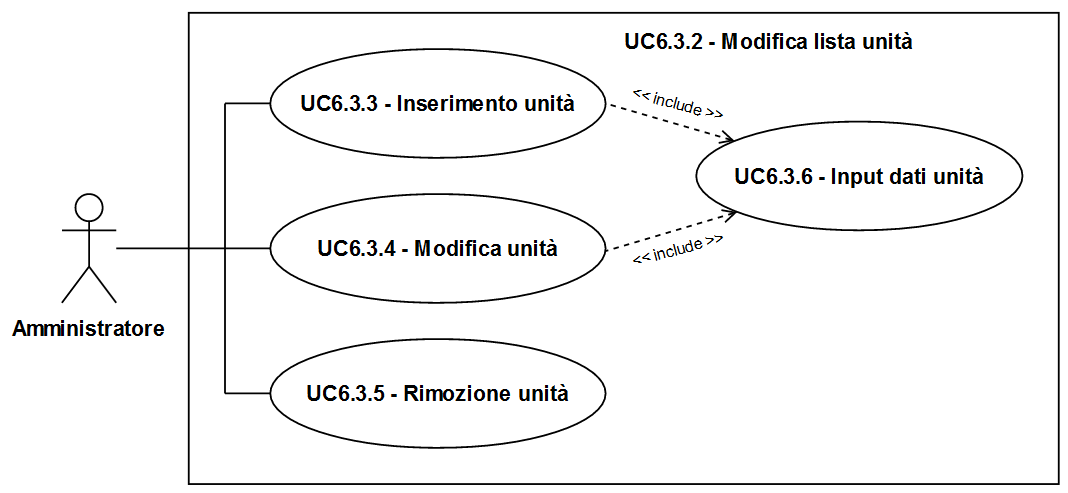 UC6.3.2 - Modifica lista unità
UC6.3.3 - Inserimento unità
<< include >>
UC6.3.6 - Input dati unità
UC6.3.4 - Modifica unità
<< include >>
Amministratore
UC6.3.5 - Rimozione unità